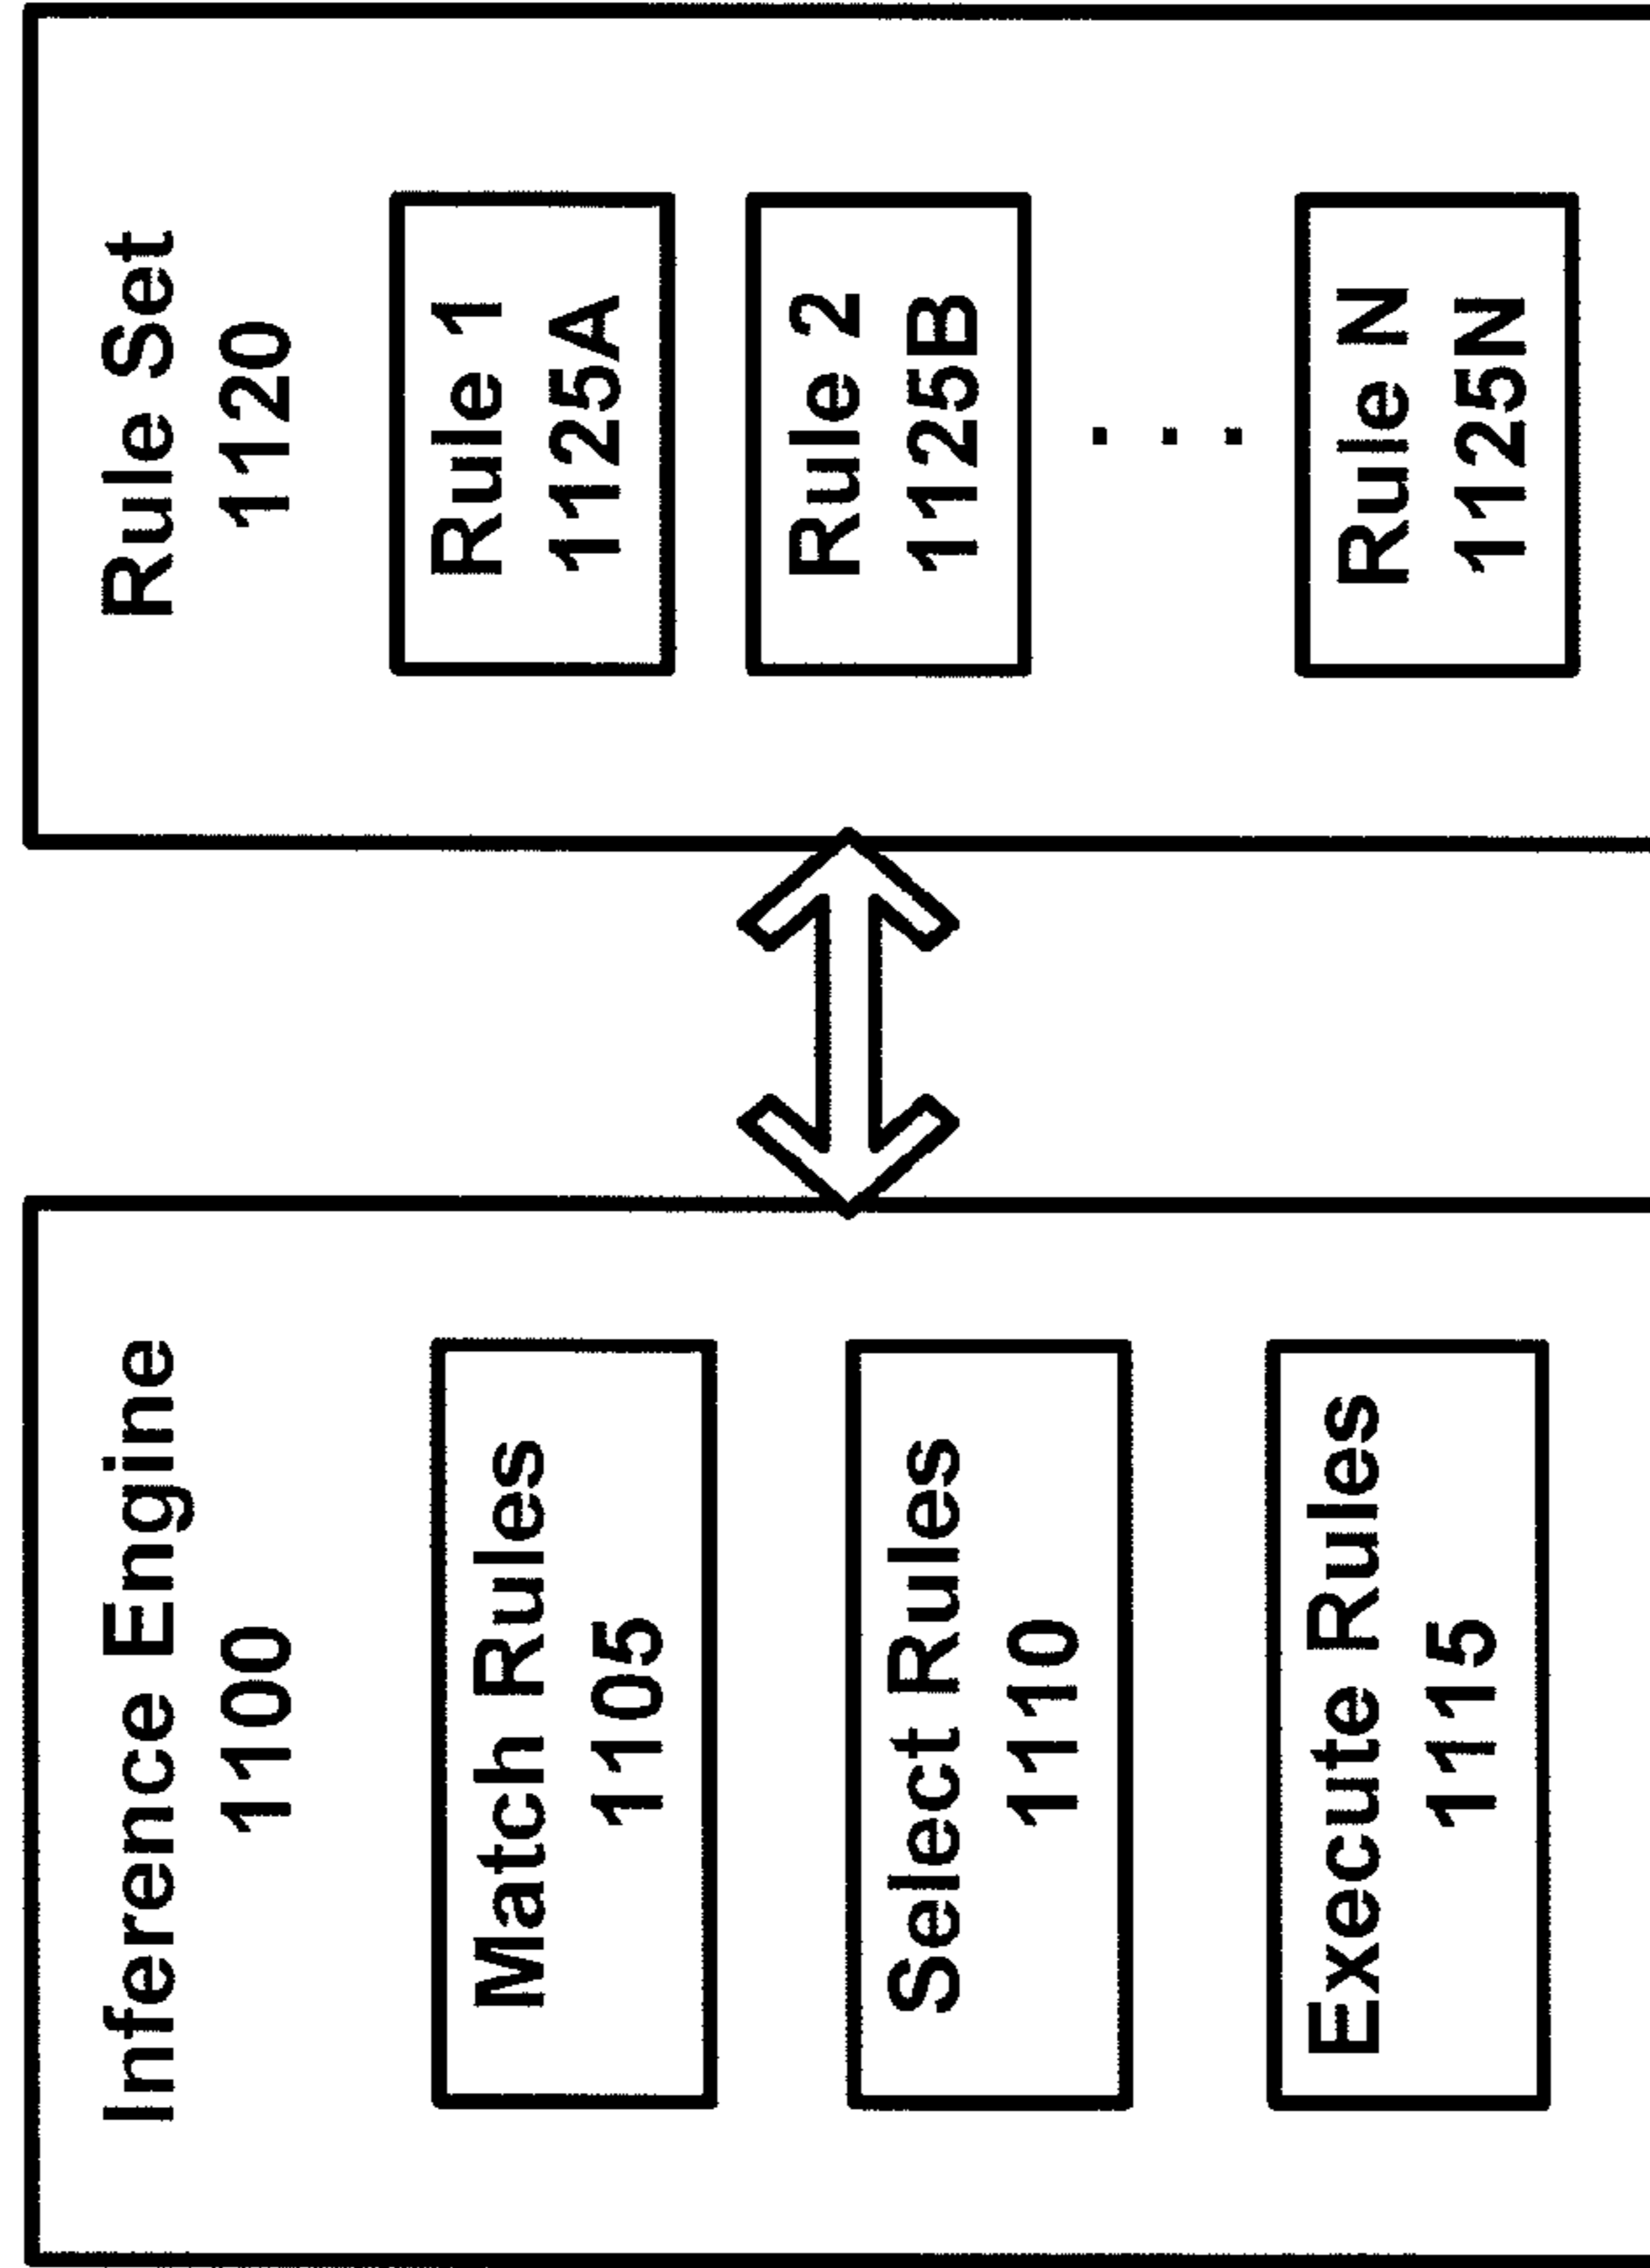 Inference Engine
1100
Match Rules
1105
Select Rules
1110
Execute Rules
1115
Rule Set
1120
Rule 1
1125A
Rule 2
1125B
. . .
Rule N
1125N